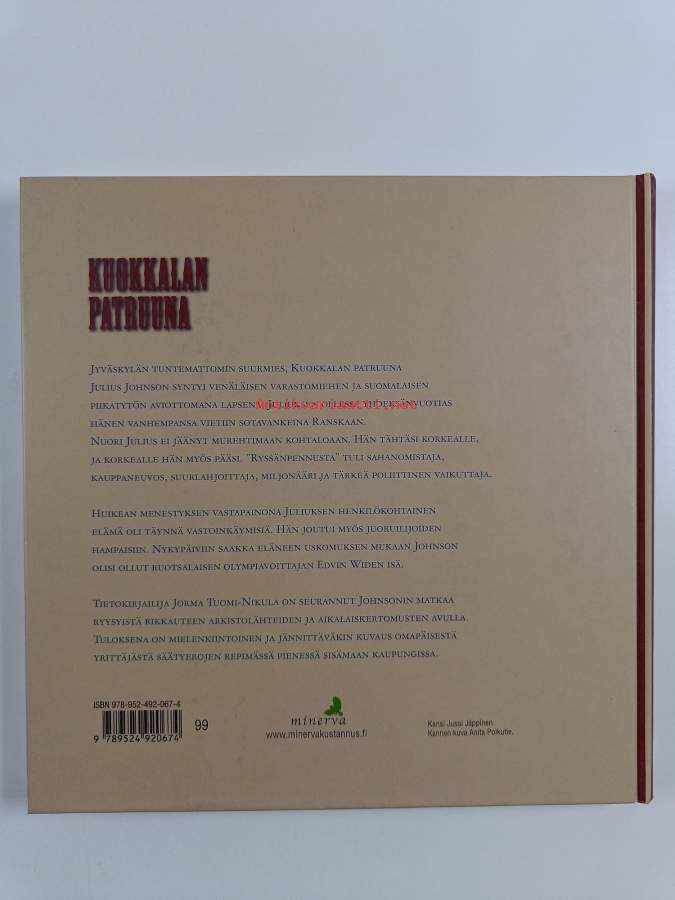 KUOKKALAN
PATRUUNA
Jyväskylän tuntemattomin suurmies, Kuokkalan patruuna
Julius Johnson syntyi venäläisen varastomiehen ja suomalaisen
piikatytön aviottomana lapsena. Juliuksen ollessa yhdeksänvuotias
hänen vanhempansa vietiin sotavankeina Ranskaan.
Nuori Julius ei jäänyt murehtimaan kohtaloaan. Hän tähtäsi korkealle,
ja korkealle hän myös pääsi. "Ryssänpennusta" tuli sahanomistaja,
kauppaneuvos, suurlahjoittaja, miljonääri ja tärkeä poliittinen vaikuttaja.
Huikean menestyksen vastapainona Juliuksen henkilökohtainen
elämä oli täynnä vastoinkäymisiä. Hän joutui myös juoruilijoiden
hampaisiin. Nykypäiviin saakka eläneen uskomuksen mukaan Johnson
olisi ollut ruotsalaisen olympiavoittajan Edvin Widen isä.
Tietokirjailija Jorma Tuomi-Nikula on seurannut Johnsonin matkaa
ryysyistä rikkauteen arkistolähteiden ja aikalaiskertomusten avulla.
Tuloksena on mielenkiintoinen ja jännittäväkin kuvaus omapäisestä
yrittäjästä säätyerojen repimässä pienessä sisämaan kaupungissa.
ISBN 978-952-492-067-4
9 789524 920674
99
minerva
www.minervakustannus.fi
Kansi Jussi Jäppinen.
Kannen kuva Anita Polkutie.